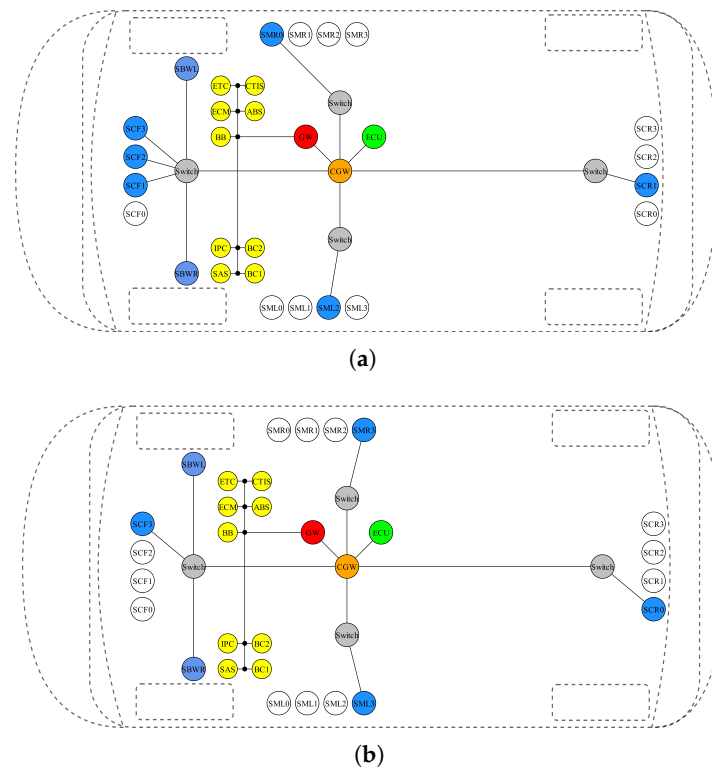 SMR0 SMR1 SMR2 SMR3
SBWL
ETC CTIS
Switch
ECM ABS
SCF3
BB
GW
ECU
SCR3
SCF2
SCR2
Switch
CGW
Switch
SCF1
SCR1
SCF0
SCR0
Switch
IPC BC2
SBWR
SAS BC1
SML0 SML1 SML2 SML3
(a)
SMR0 SMR1 SMR2 SMR3
SBWL
ETC CTIS
Switch
ECM ABS
SCF3
SCR3
BB
GW
ECU
SCF2
SCR2
Switch
CGW
Switch
SCF1
SCR1
SCF0
SCR0
Switch
IPC BC2
SBWR
SAS BC1
SML0 SML1 SML2 SML3
(b)